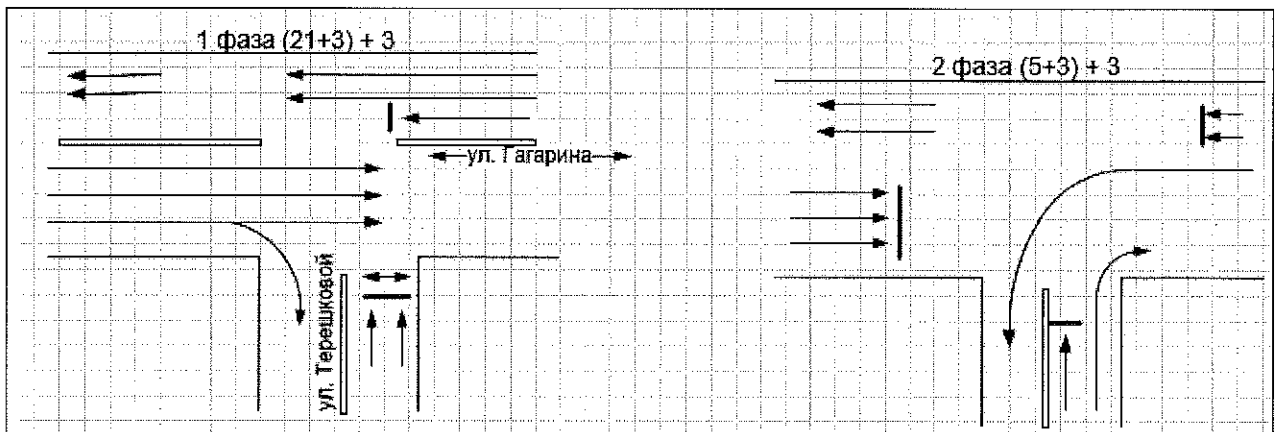 1 фаза (21+3) + 3
2 фаза (5+3) + 3
ул. Гагарина
ул. Терешковой